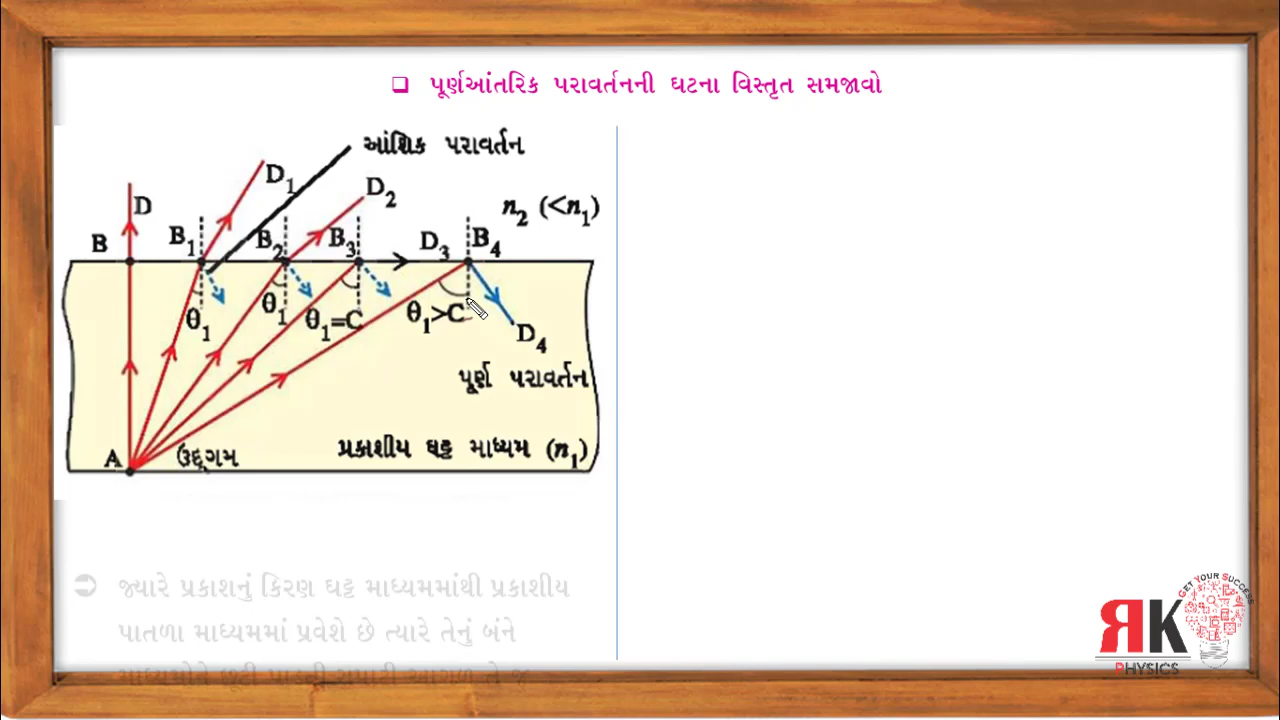 ❑ પૂર્ણઆંતરિક પરાવર્તનની ઘટના વિસ્તૃત સમજાવો
આંશિક પરાવર્તન
D D₁ D₂
n₂ (<n₁)
B B₁ B₂ B₃ D₃ B₄
θ₁ θ₁ θ₁=C θ₁>C
D₄
પૂર્ણ પરાવર્તન
A ઉદ્દગમ પ્રકાશીય ઘટ્ટ માધ્યમ (n₁)
જ્યારે પ્રકાશનું કિરણ ઘટ્ટ માધ્યમમાંથી પ્રકાશીય
પાતળા માધ્યમમાં પ્રવેશે છે ત્યારે તેનું બંને
GET YOUR SUCCESS
RK
PHYSICS